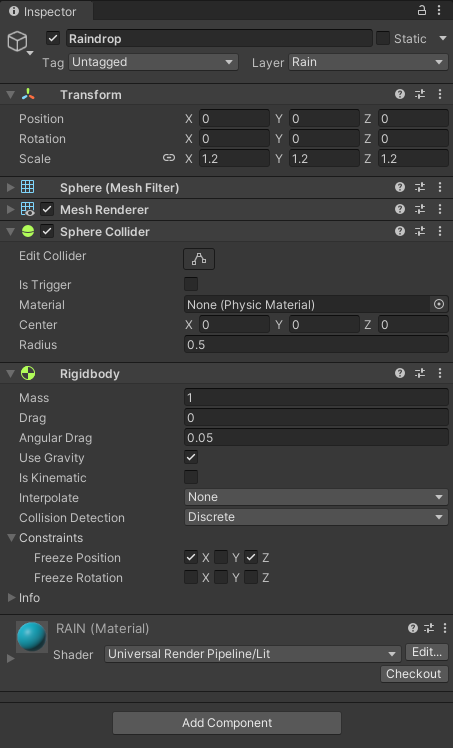 Inspector
Raindrop Static
Tag Untagged Layer Rain
Transform
Position X 0 Y 0 Z 0
Rotation X 0 Y 0 Z 0
Scale X 1.2 Y 1.2 Z 1.2
Sphere (Mesh Filter)
Mesh Renderer
Sphere Collider
Edit Collider
Is Trigger
Material None (Physic Material)
Center X 0 Y 0 Z 0
Radius 0.5
Rigidbody
Mass 1
Drag 0
Angular Drag 0.05
Use Gravity
Is Kinematic
Interpolate None
Collision Detection Discrete
Constraints
Freeze Position X Y Z
Freeze Rotation X Y Z
Info
RAIN (Material)
Shader Universal Render Pipeline/Lit Edit...
Checkout
Add Component